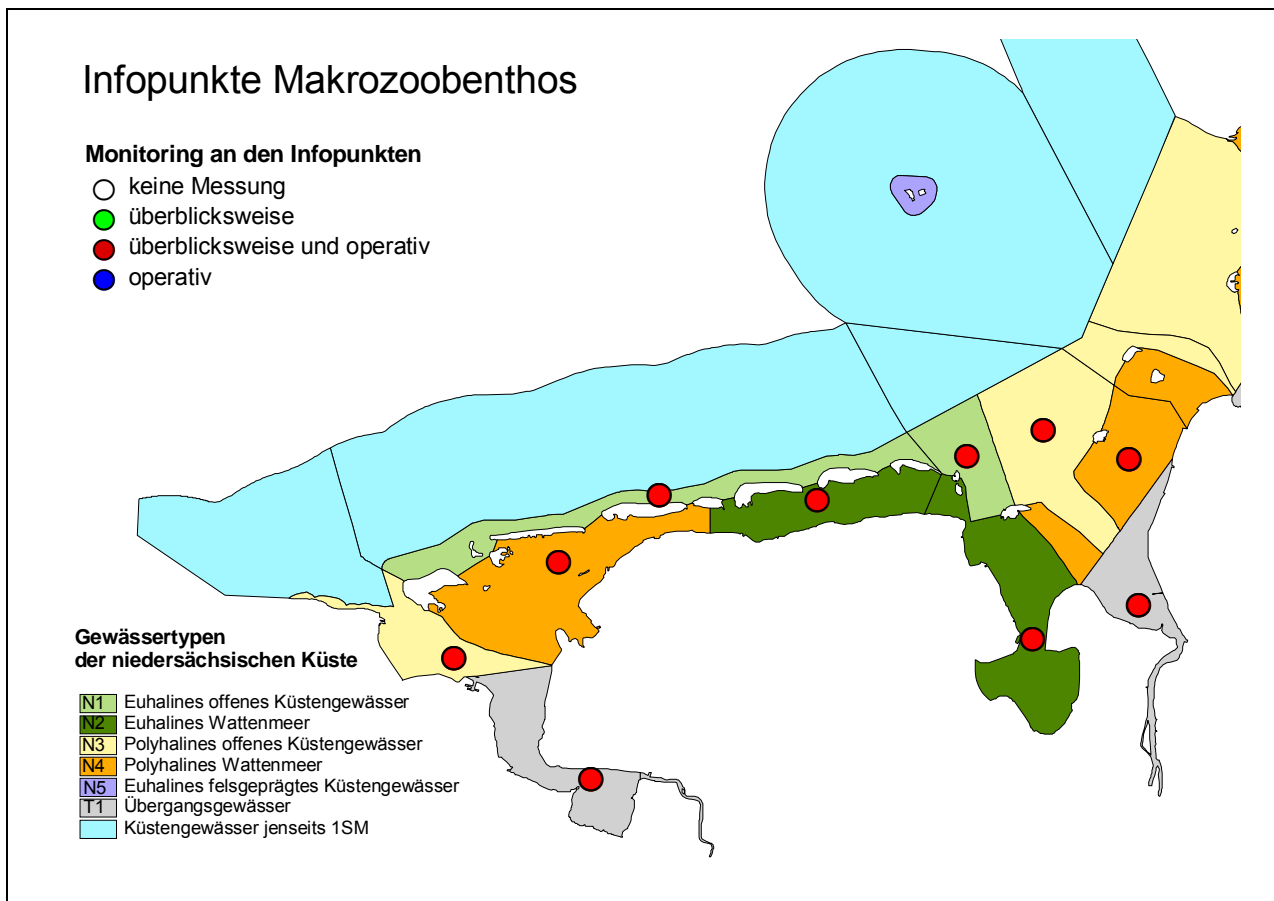 Infopunkte Makrozoobenthos
Monitoring an den Infopunkten
keine Messung
überblicksweise
überblicksweise und operativ
operativ
Gewässertypen
der niedersächsischen Küste
N1 Euhalines offenes Küstengewässer
N2 Euhalines Wattenmeer
N3 Polyhalines offenes Küstengewässer
N4 Polyhalines Wattenmeer
N5 Euhalines felsgeprägtes Küstengewässer
T1 Übergangsgewässer
Küstengewässer jenseits 1SM